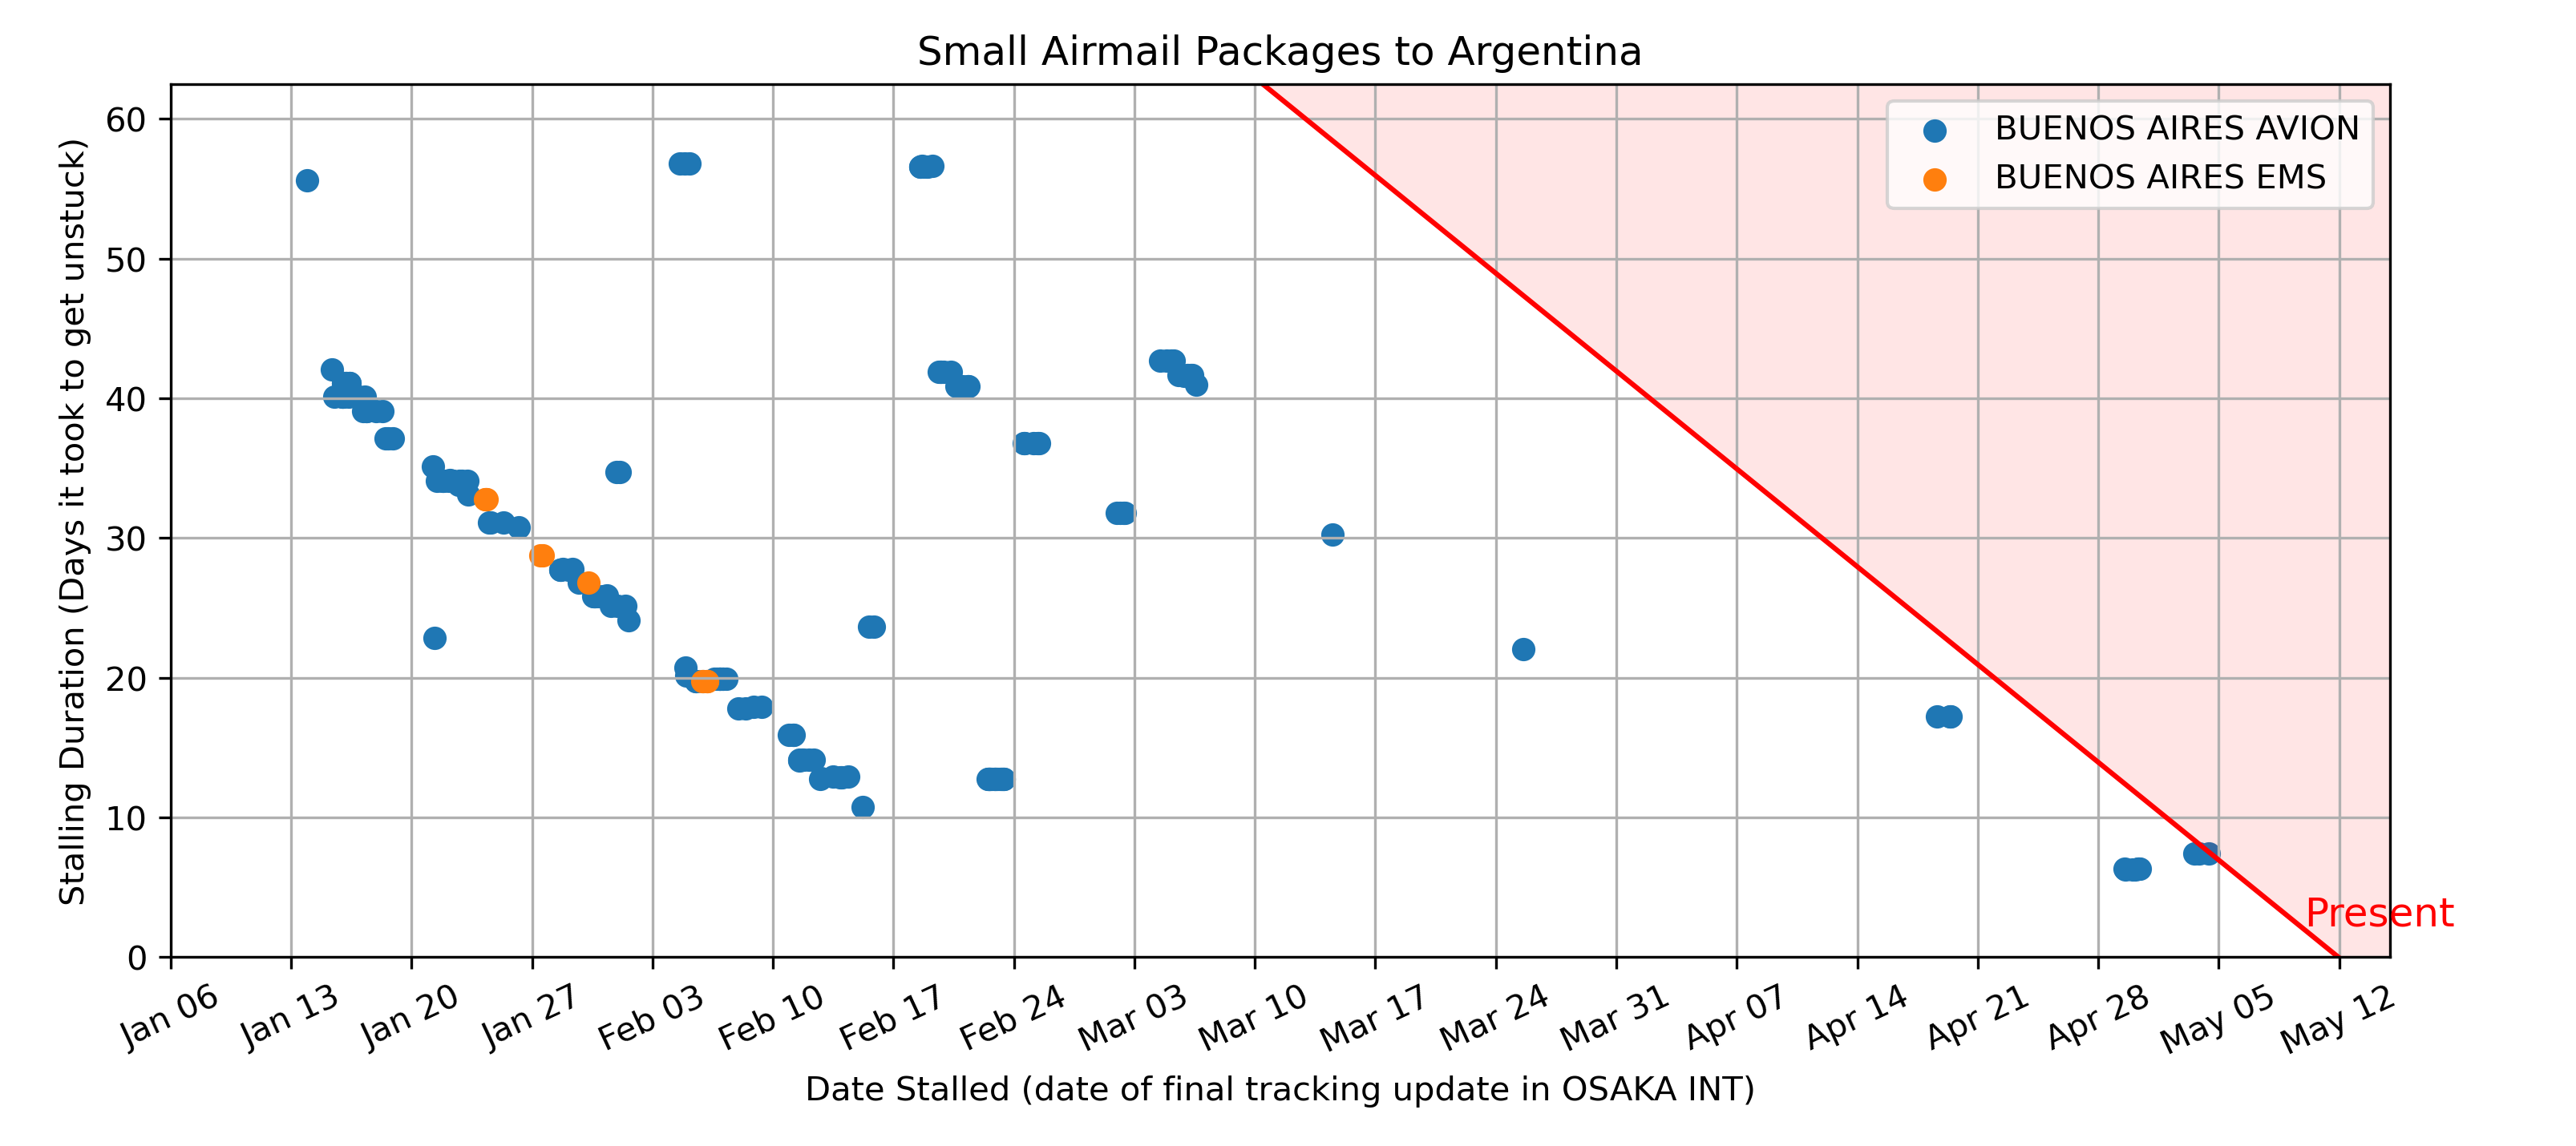 Small Airmail Packages to Argentina
BUENOS AIRES AVION
BUENOS AIRES EMS
Stalling Duration (Days it took to get unstuck)
60
50
40
30
20
10
0
Present
Jan 06
Jan 13
Jan 20
Jan 27
Feb 03
Feb 10
Feb 17
Feb 24
Mar 03
Mar 10
Mar 17
Mar 24
Mar 31
Apr 07
Apr 14
Apr 21
Apr 28
May 05
May 12
Date Stalled (date of final tracking update in OSAKA INT)